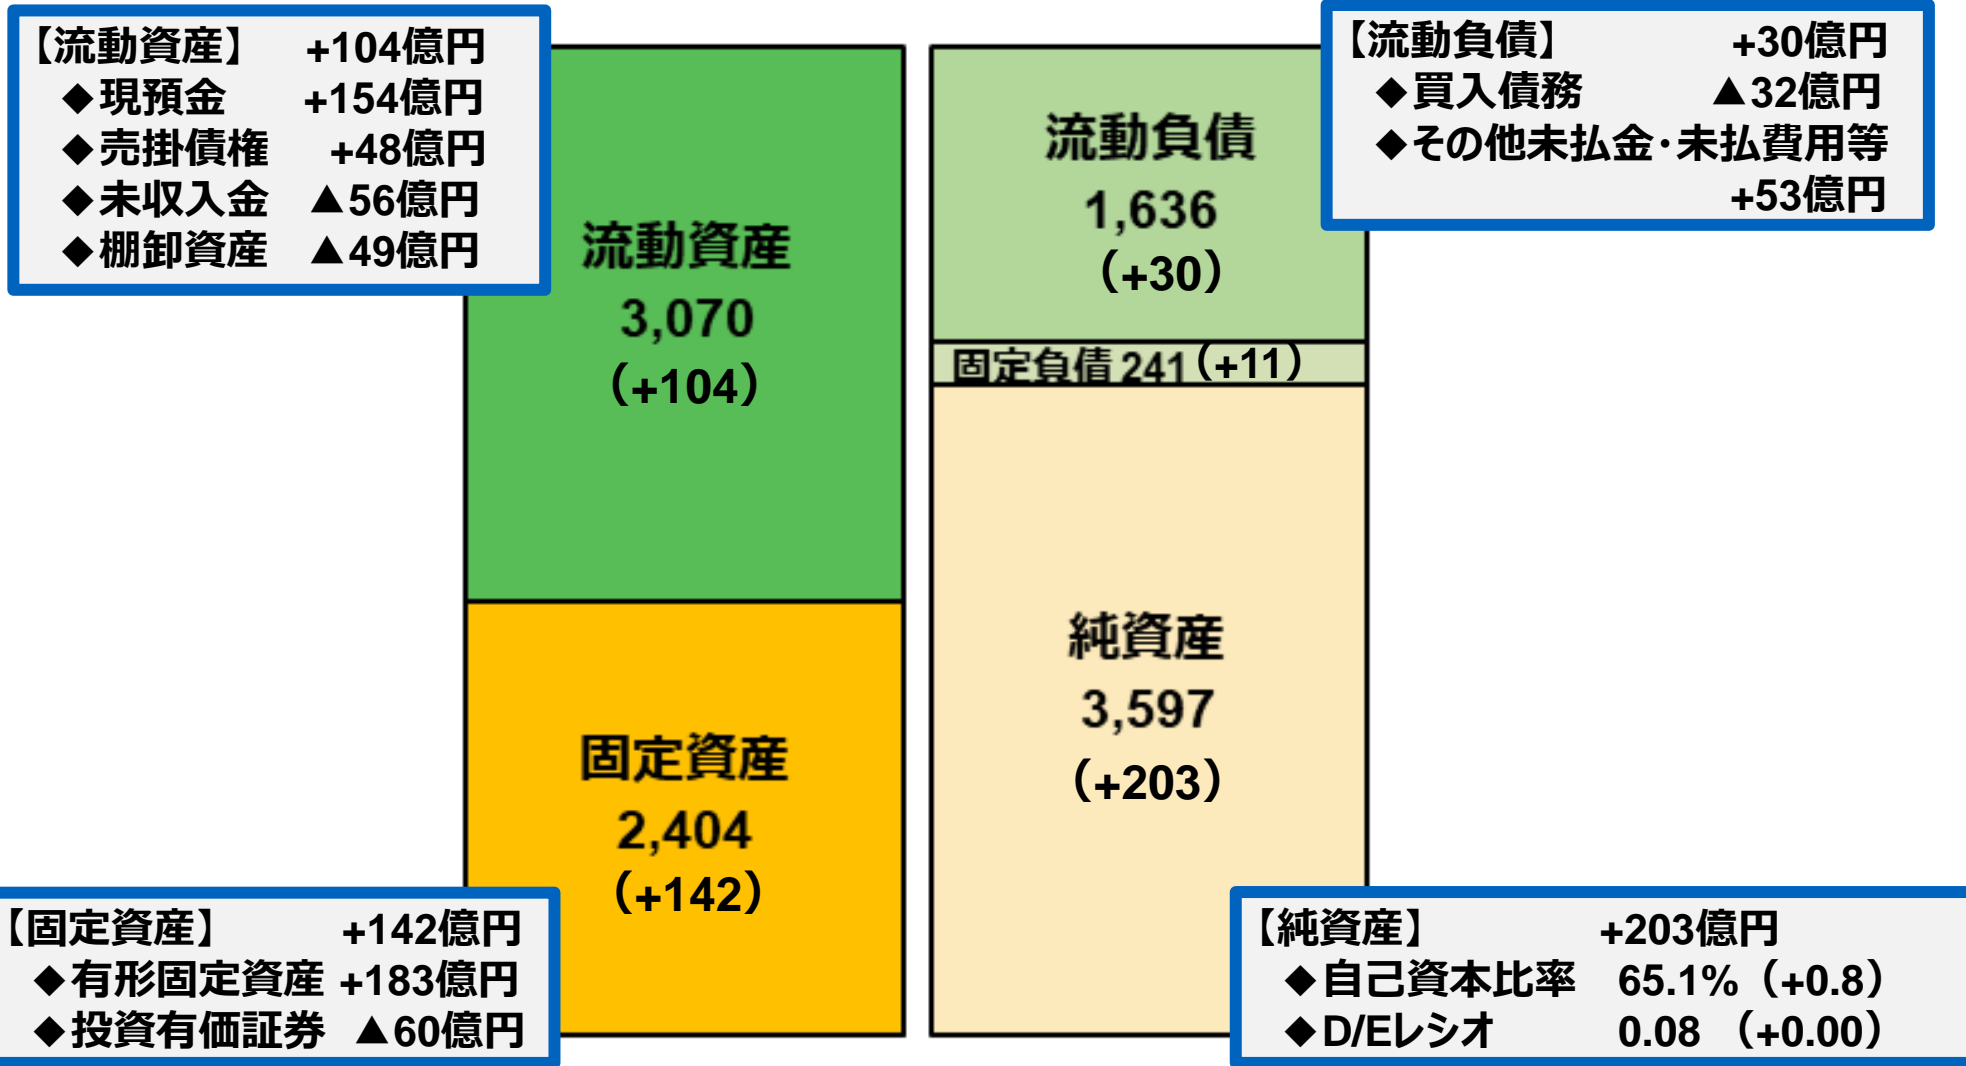 【流動資産】 +104億円
◆現預金 +154億円
◆売掛債権 +48億円
◆未収入金 ▲56億円
◆棚卸資産 ▲49億円
流動資産
3,070
（+104）
固定資産
2,404
（+142）
【固定資産】 +142億円
◆有形固定資産 +183億円
◆投資有価証券 ▲60億円
流動負債
1,636
（+30）
固定負債 241（+11）
純資産
3,597
（+203）
【流動負債】 +30億円
◆買入債務 ▲32億円
◆その他未払金･未払費用等
+53億円
【純資産】 +203億円
◆自己資本比率 65.1%（+0.8）
◆D/Eレシオ 0.08 （+0.00）